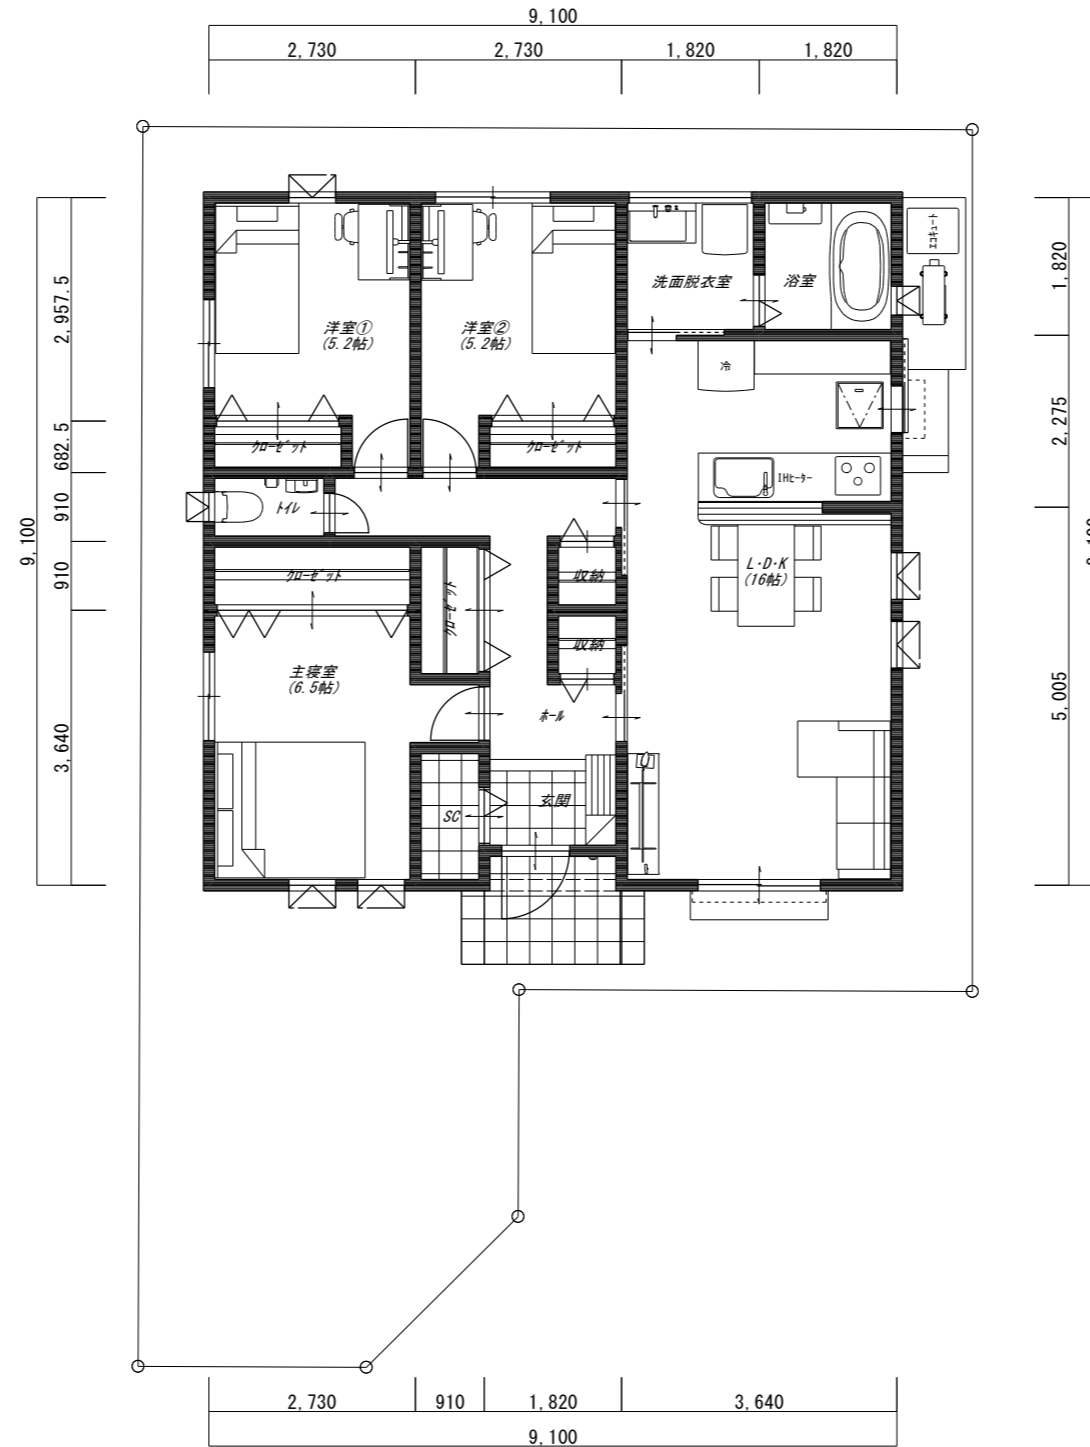 9,100
2,730
2,730
1,820
1,820
ｴｺｷｭｰﾄ
洗面脱衣室
浴室
1,820
2,957.5
洋室①
(5.2帖)
洋室②
(5.2帖)
冷
2,275
682.5
ｸﾛｰｾﾞｯﾄ
ｸﾛｰｾﾞｯﾄ
IHﾋｰﾀｰ
910
ﾄｲﾚ
9,100
910
ｸﾛｰｾﾞｯﾄ
ｸﾛｰｾﾞｯﾄ
収納
L・D・K
(16帖)
収納
主寝室
(6.5帖)
5,005
ﾎｰﾙ
3,640
玄関
SC
2,730
910
1,820
3,640
9,100